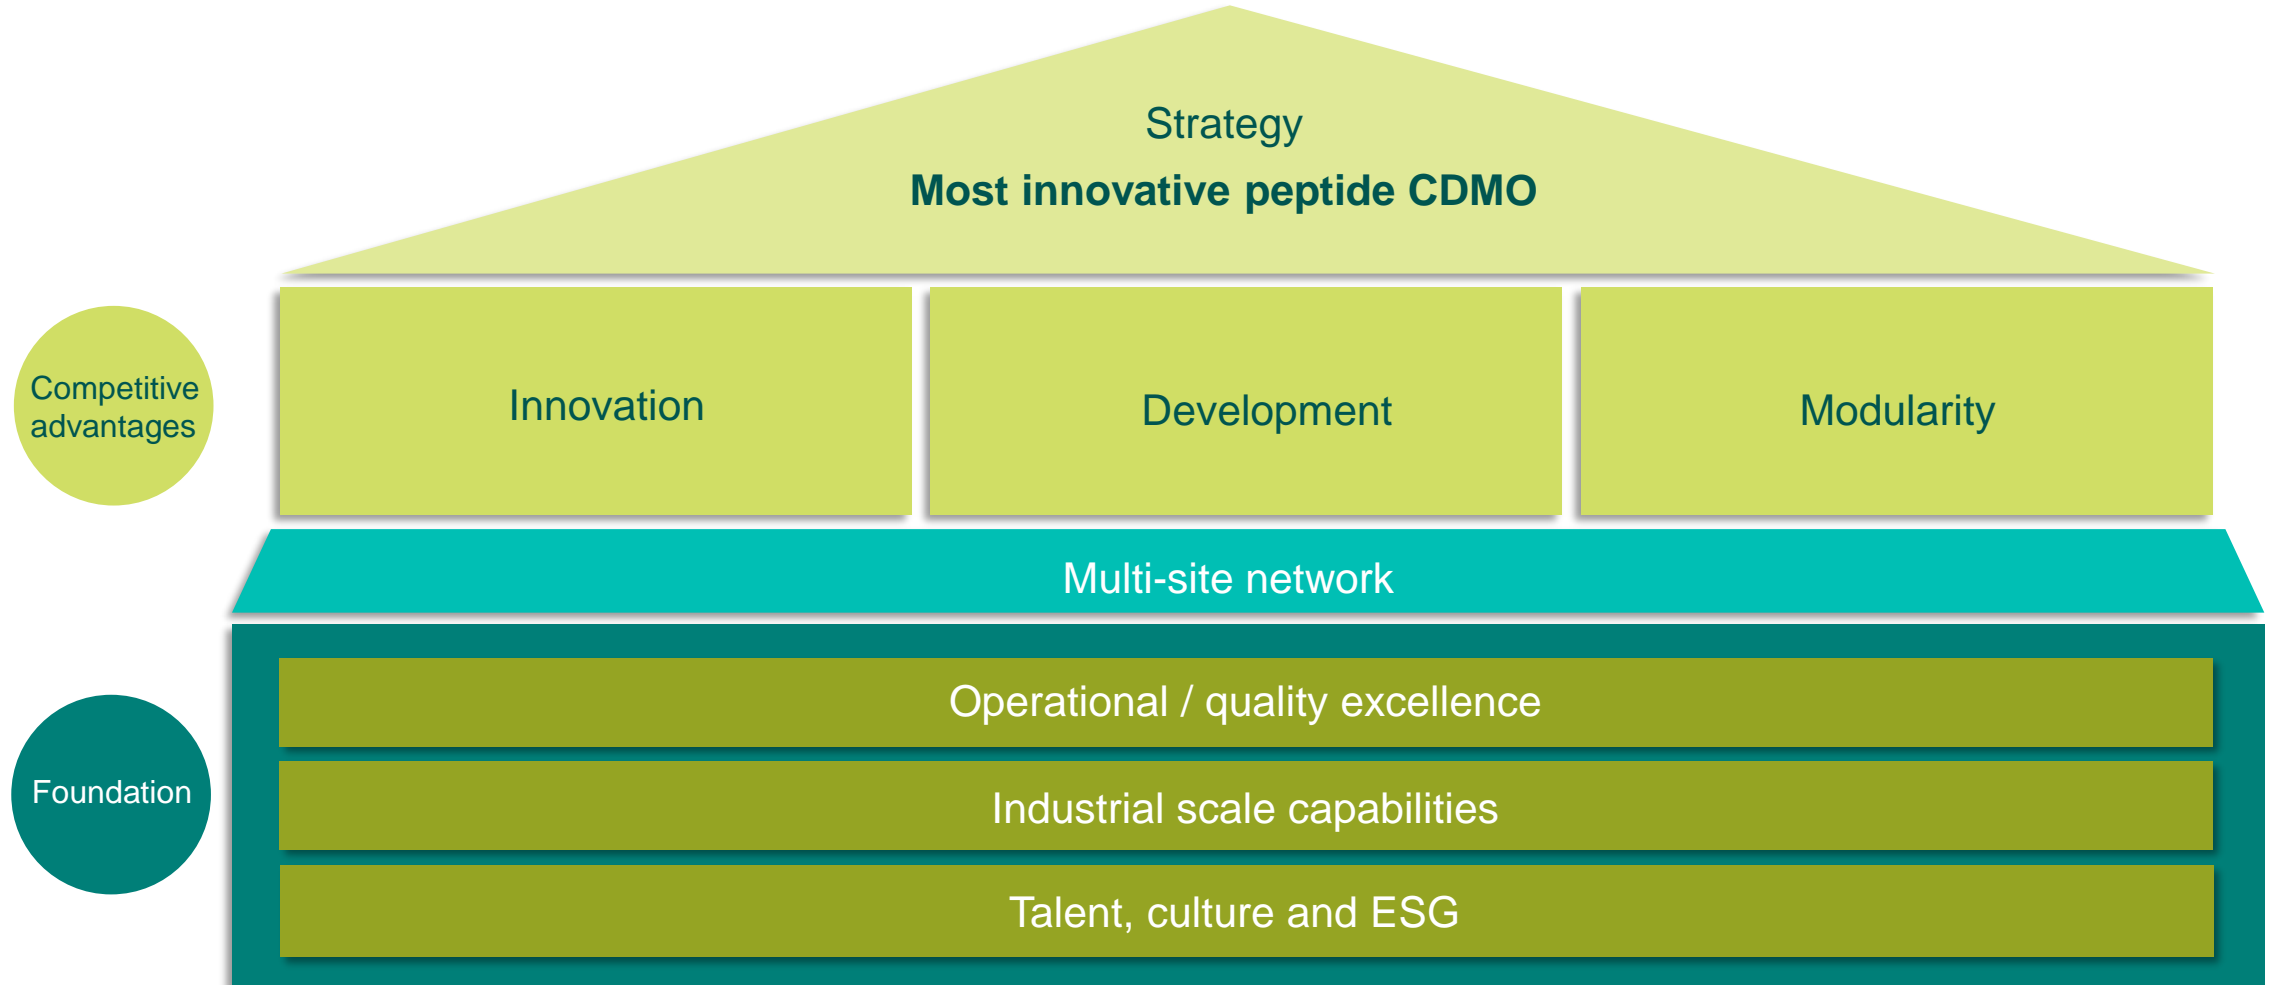 Strategy
Most innovative peptide CDMO
Competitive
advantages
Innovation
Development
Modularity
Multi-site network
Foundation
Operational / quality excellence
Industrial scale capabilities
Talent, culture and ESG